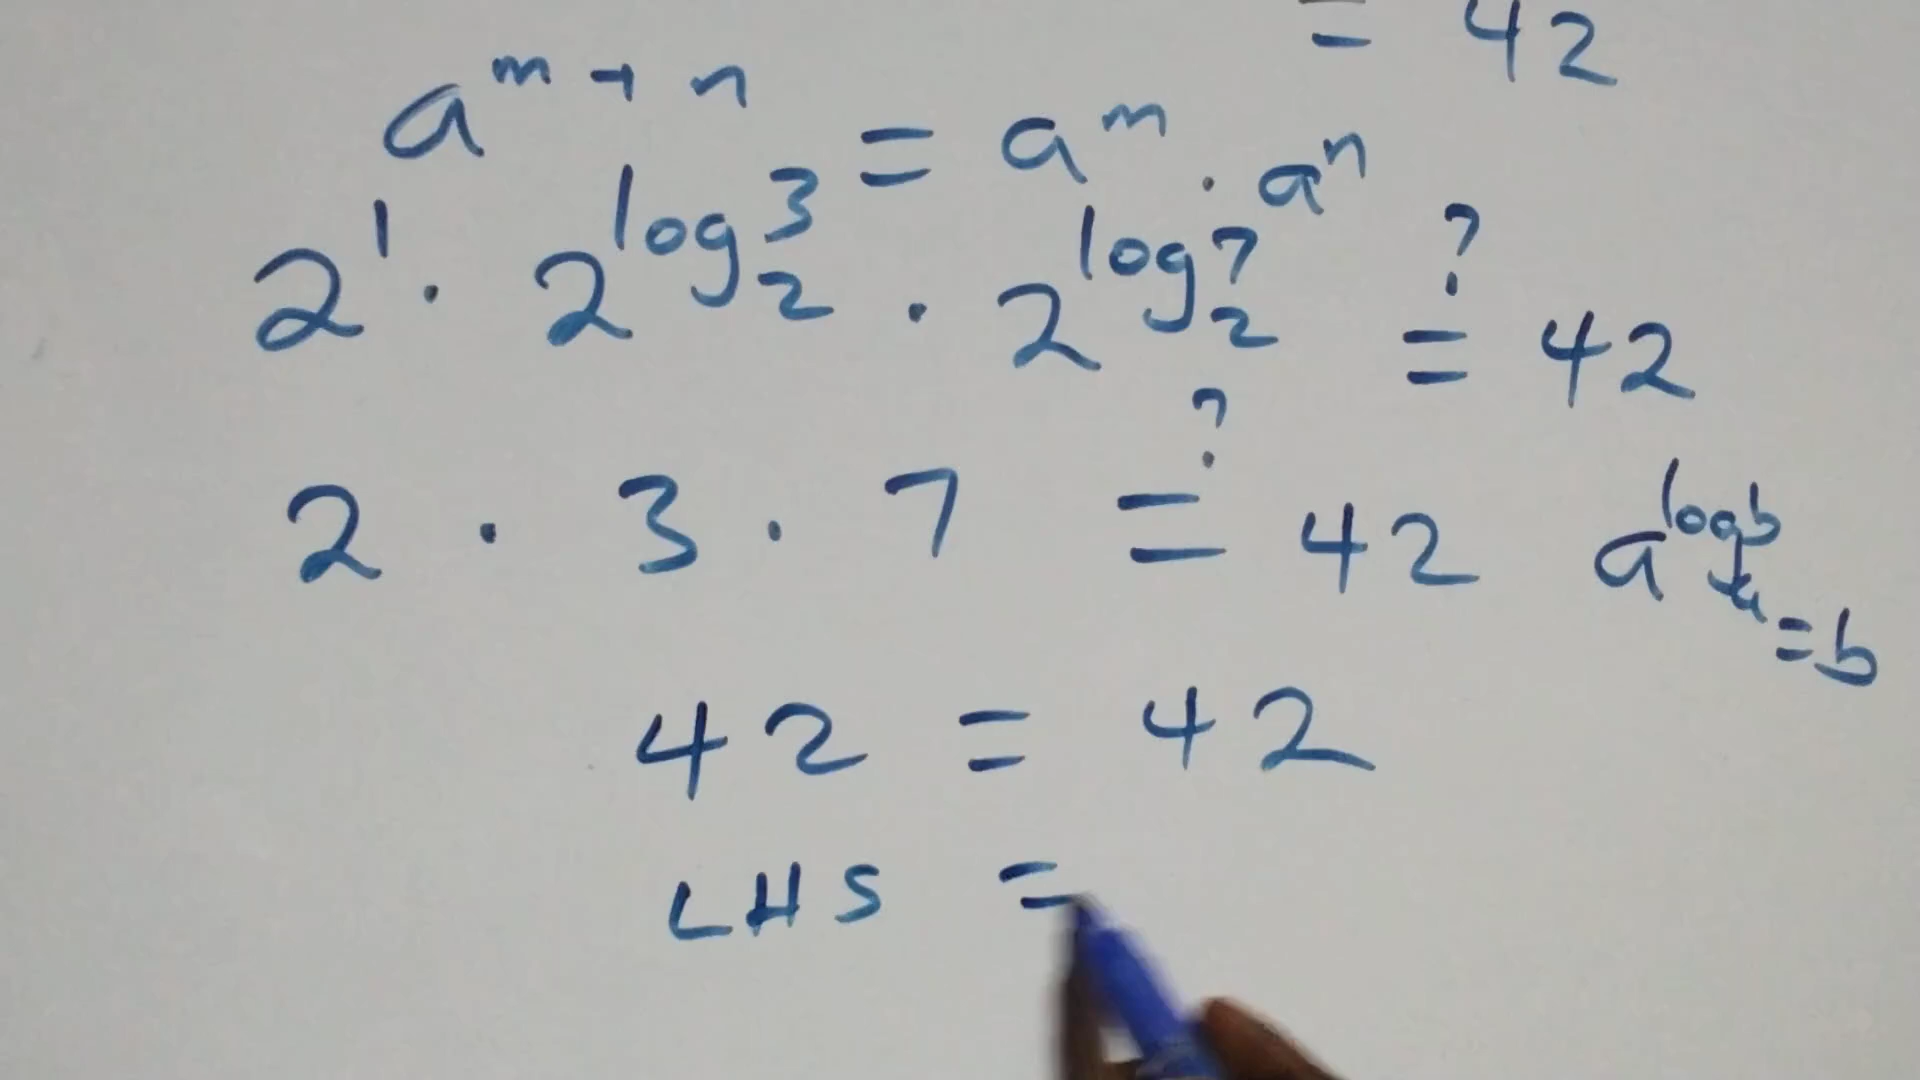 = 42
a^{m+n} = a^m · a^n
2^1 · 2^{log_2 3} · 2^{log_2 7} ?= 42
2 · 3 · 7 ?= 42 a^{log_a b} = b
42 = 42
LHS =